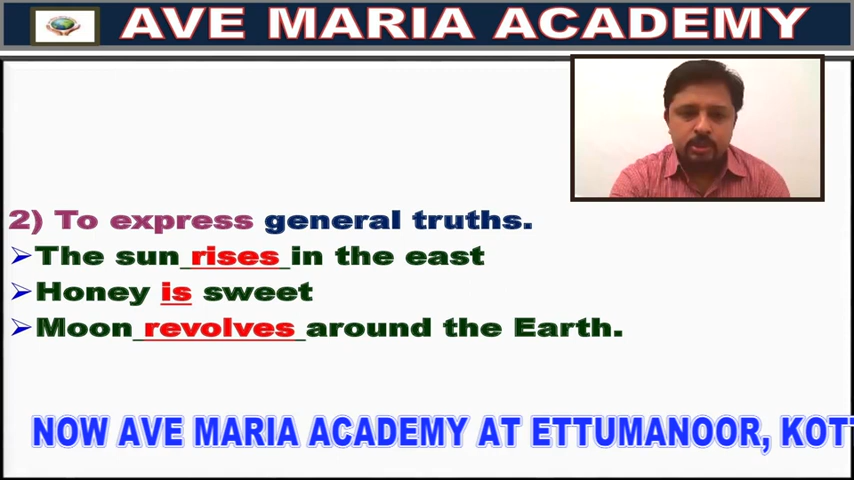 AVE MARIA ACADEMY
2) To express general truths.
The sun rises in the east
Honey is sweet
Moon revolves around the Earth.
NOW AVE MARIA ACADEMY AT ETTUMANOOR, KOTT